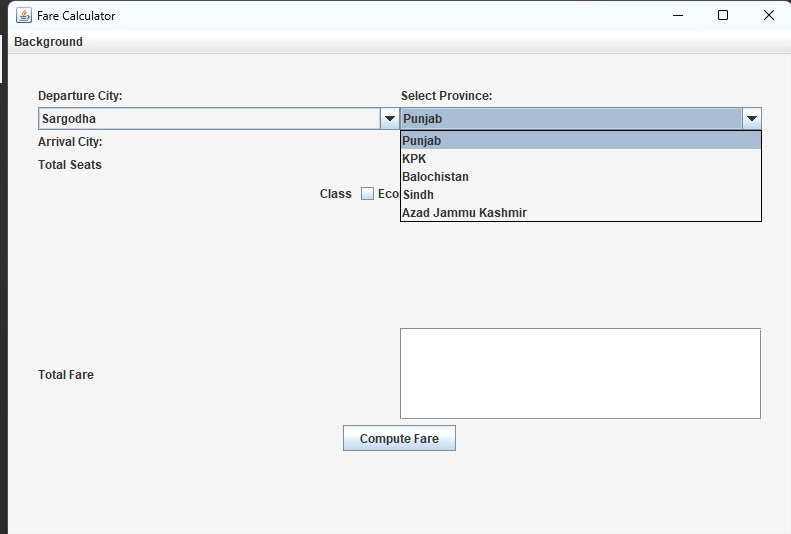 Fare Calculator
Background
Departure City: Select Province:
Sargodha Punjab
Arrival City: Punjab
KPK
Total Seats
Balochistan
Class Eco Sindh
Azad Jammu Kashmir
Total Fare
Compute Fare